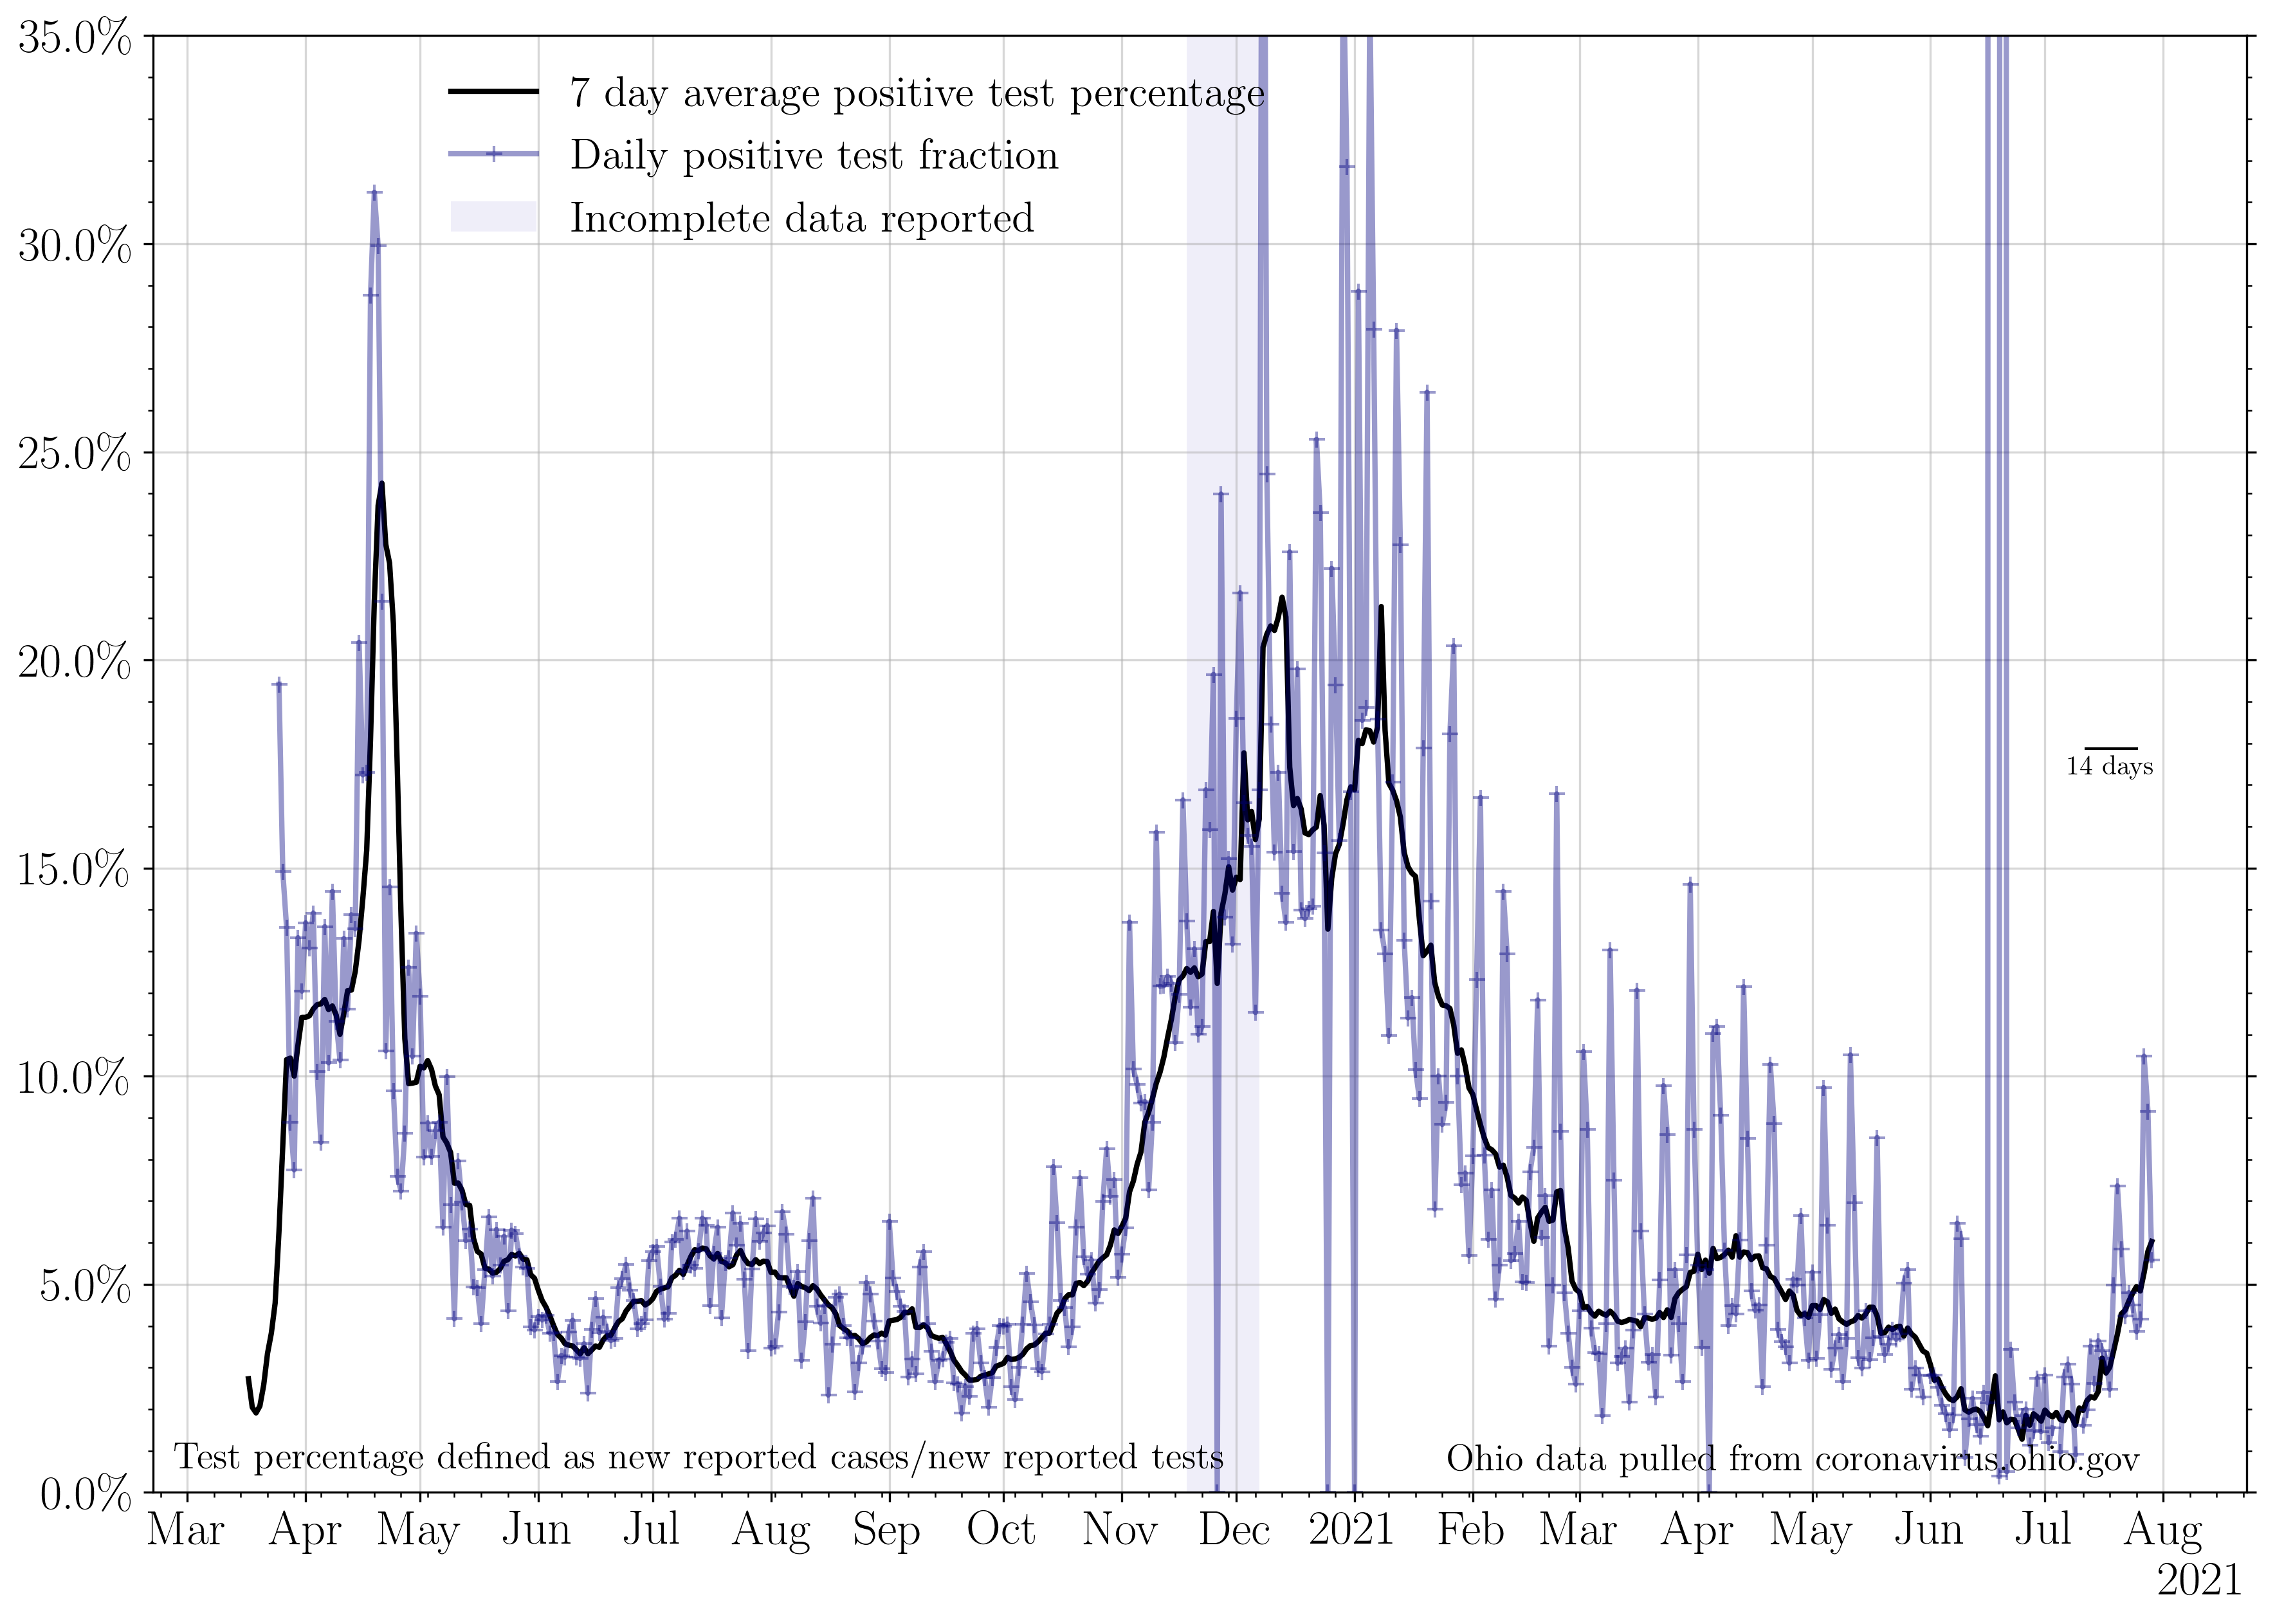 35.0%
30.0%
25.0%
20.0%
15.0%
10.0%
5.0%
0.0%
7 day average positive test percentage
Daily positive test fraction
Incomplete data reported
14 days
Test percentage defined as new reported cases/new reported tests
Ohio data pulled from coronavirus.ohio.gov
Mar Apr May Jun Jul Aug Sep Oct Nov Dec 2021 Feb Mar Apr May Jun Jul Aug
2021